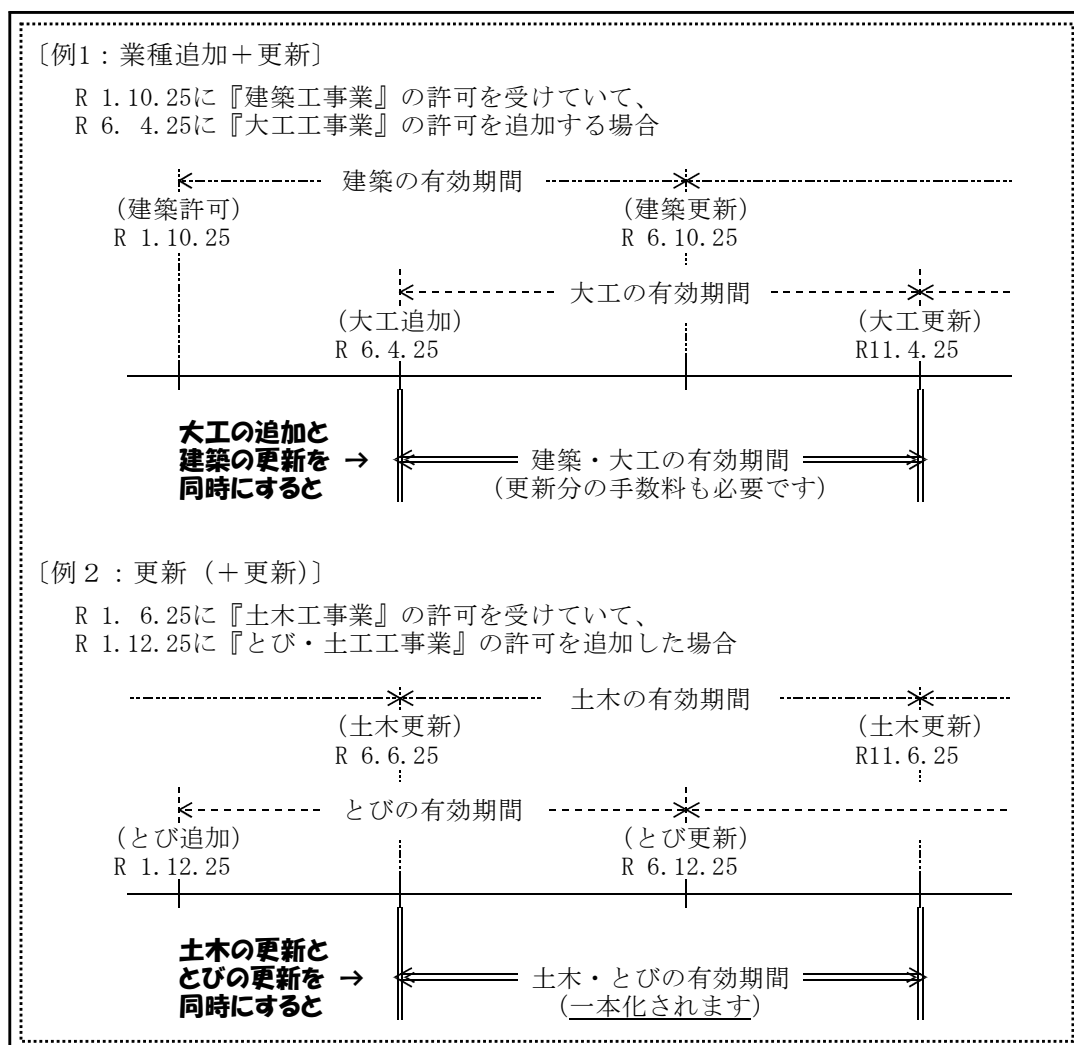 〔例1：業種追加＋更新〕
R 1.10.25に『建築工事業』の許可を受けていて、
R 6. 4.25に『大工工事業』の許可を追加する場合
建築の有効期間
（建築許可） （建築更新）
R 1.10.25 R 6.10.25
大工の有効期間
（大工追加） （大工更新）
R 6.4.25 R11.4.25
大工の追加と
建築の更新を → 建築・大工の有効期間
同時にすると （更新分の手数料も必要です）
〔例２：更新（＋更新）〕
R 1. 6.25に『土木工事業』の許可を受けていて、
R 1.12.25に『とび・土工工事業』の許可を追加した場合
土木の有効期間
（土木更新） （土木更新）
R 6.6.25 R11.6.25
とびの有効期間
（とび追加） （とび更新）
R 1.12.25 R 6.12.25
土木の更新と
とびの更新を → 土木・とびの有効期間
同時にすると （一本化されます）